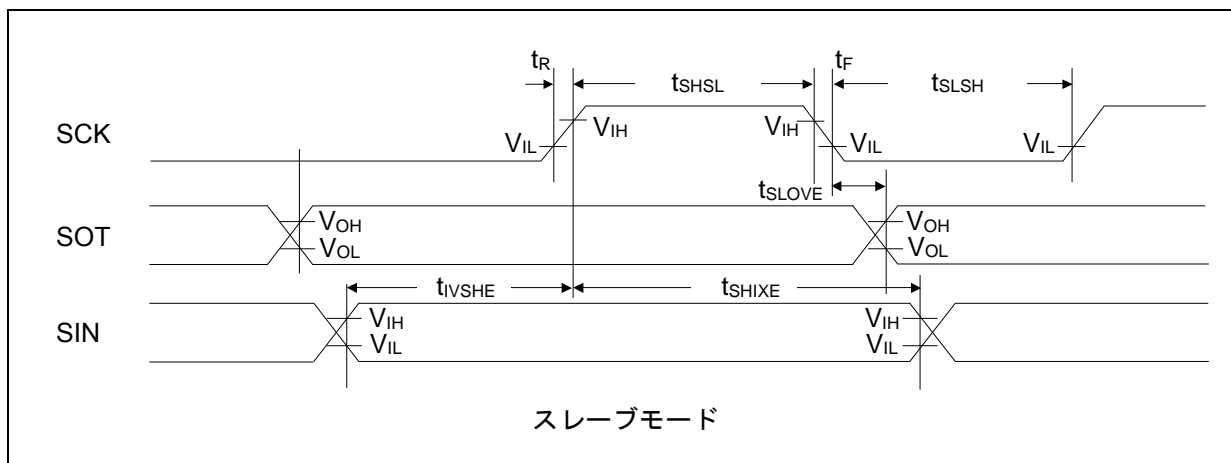 tR tSHSL tF tSLSH
SCK VIL VIH VIH VIL VIL
tSLOVE
SOT VOH VOH
VOL VOL
tIVSHE tSHIXE
SIN VIH VIH
VIL VIL
スレーブモード